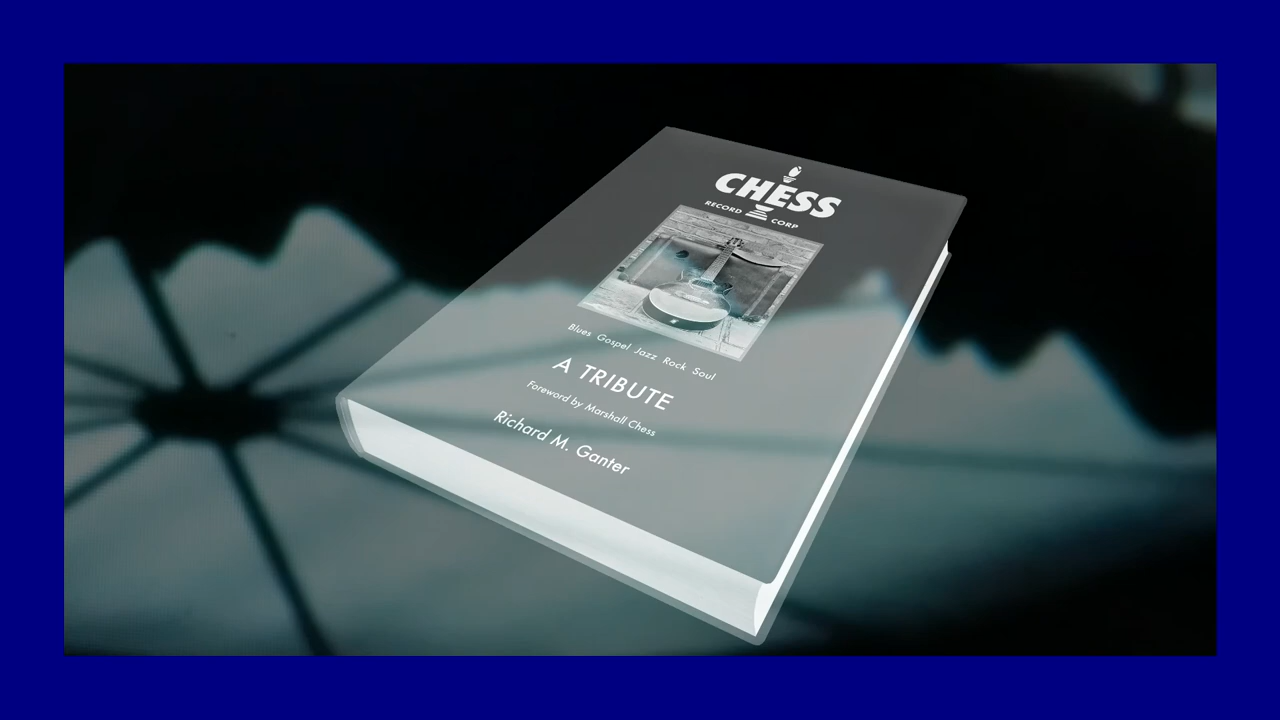 CHESS
RECORD CORP
Blues Gospel Jazz Rock Soul
A TRIBUTE
Foreword by Marshall Chess
Richard M. Ganter